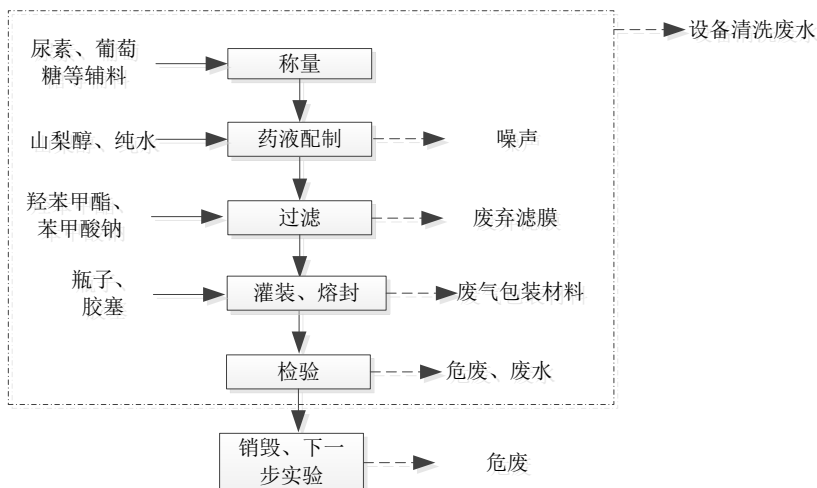 设备清洗废水
尿素、葡萄
糖等辅料
称量
山梨醇、纯水
药液配制
噪声
羟苯甲酯、
苯甲酸钠
过滤
废弃滤膜
瓶子、
胶塞
灌装、熔封
废气包装材料
检验
危废、废水
销毁、下一
步实验
危废